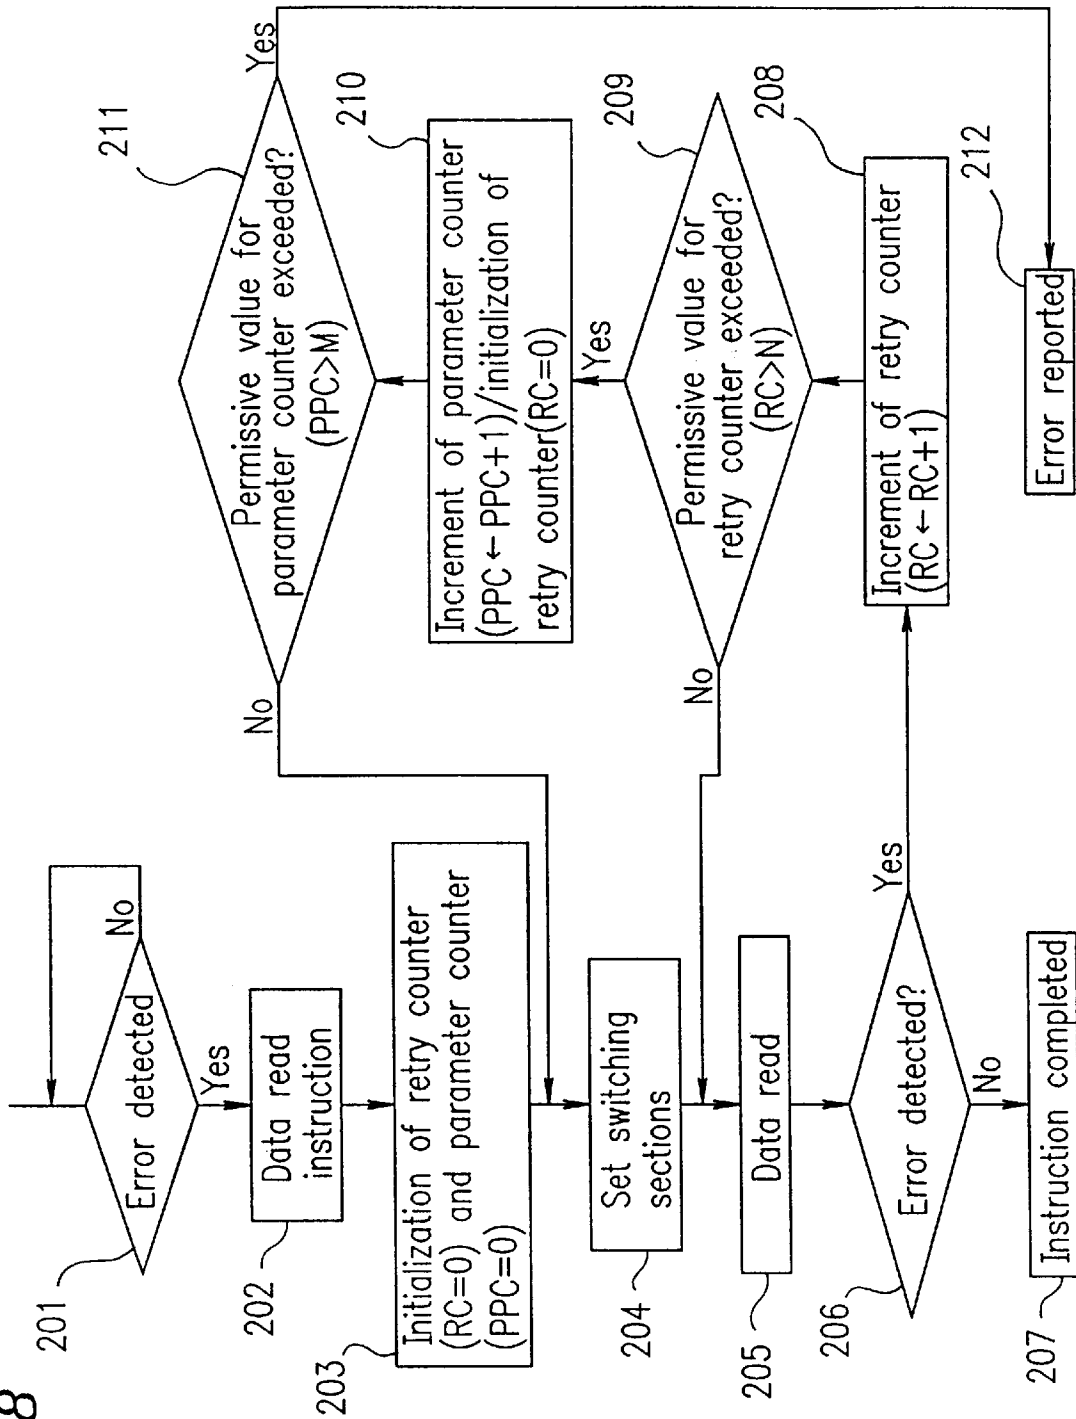 8
201
Error detected
No
Yes
202
Data read
instruction
203
Initialization of retry counter
(RC=0) and parameter counter
(PPC=0)
204
Set switching
sections
205
Data read
206
Error detected?
Yes
No
207
Instruction completed
211
Permissive value for
parameter counter exceeded?
(PPC>M)
Yes
No
210
Increment of parameter counter
(PPC←PPC+1)/initialization of
retry counter(RC=0)
Yes
209
Permissive value for
retry counter exceeded?
(RC>N)
No
208
Increment of retry counter
(RC←RC+1)
212
Error reported